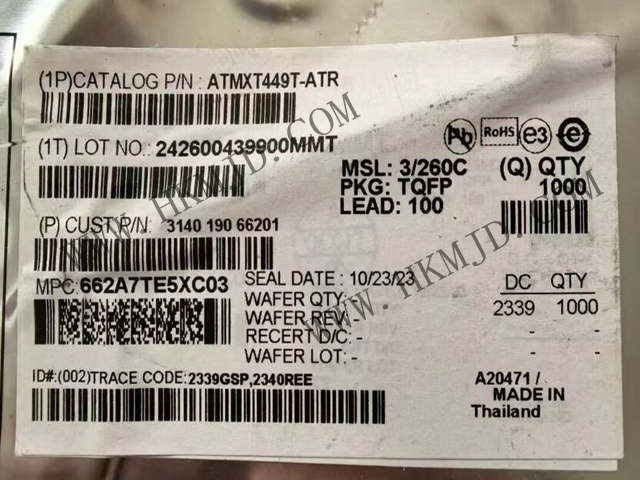 (1P)CATALOG P/N: ATMXT449T-ATR
(1T) LOT NO.: 242600439900MMT
Pb RoHS e3 e
MSL: 3/260C (Q) QTY
PKG: TQFP 1000
LEAD: 100
(P) CUST.P/N: 3140 190 66201
MPC:662A7TE5XC03
SEAL DATE : 10/23/23 DC QTY
WAFER QTY.: - 2339 1000
WAFER REV.: - - -
RECERT D/C: - - -
WAFER LOT: -
ID#:(002)TRACE CODE:2339GSP,2340REE
A20471 /
MADE IN
Thailand
WWW.HKMJD.COM
WWW.HKMJD.COM